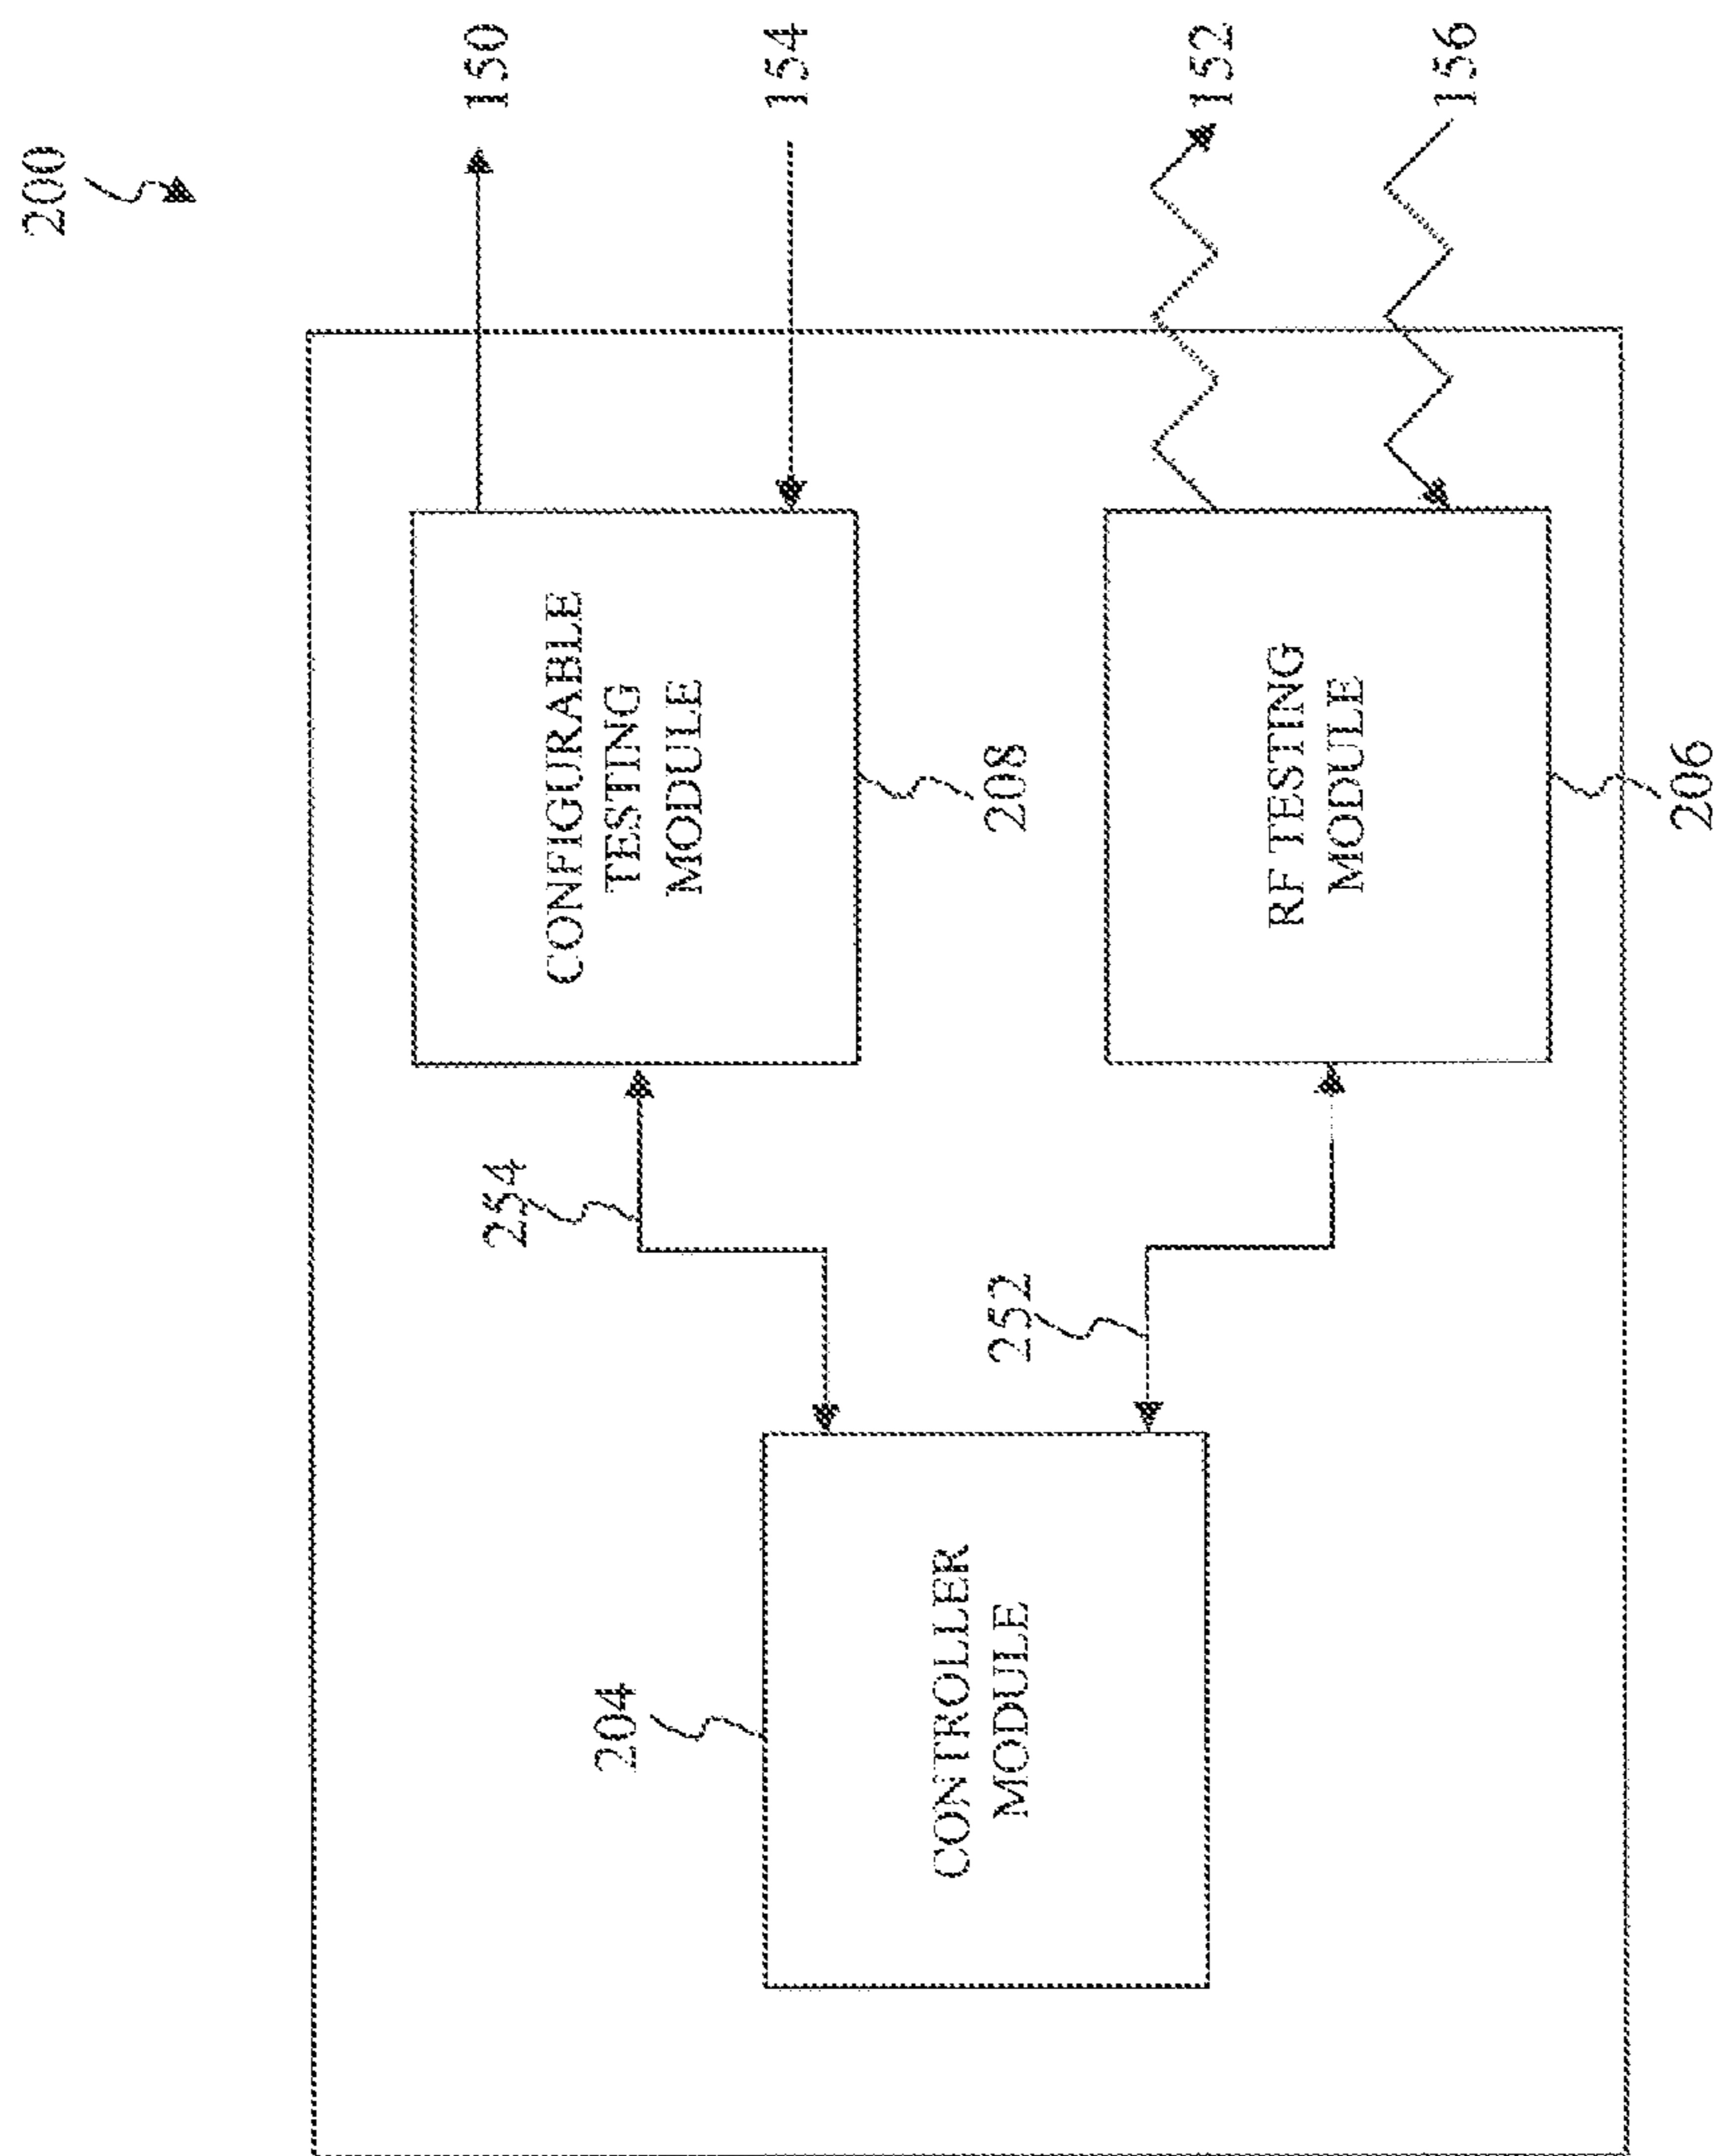 200
150
CONFIGURABLE
TESTING
MODULE
154
254
208
204
CONTROLLER
MODULE
252
152
RF TESTING
MODULE
156
206